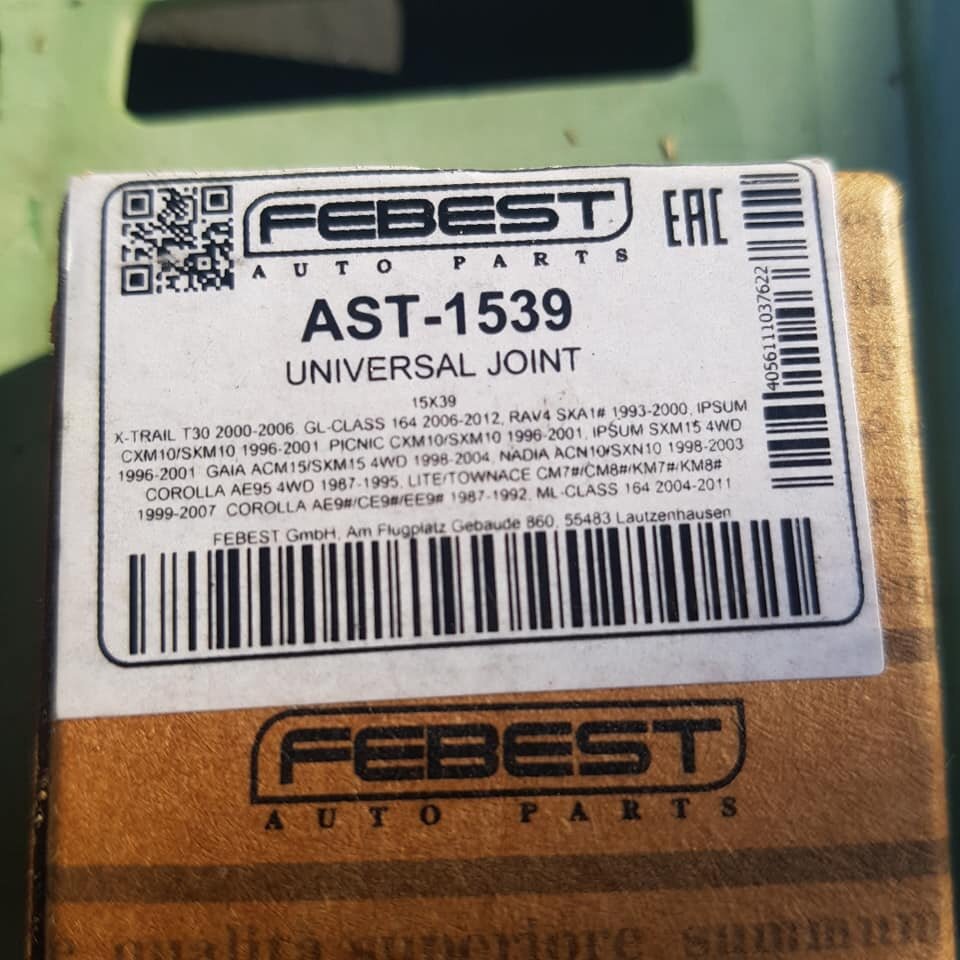 FEBEST
AUTO PARTS
EAC
AST-1539
UNIVERSAL JOINT
15X39
X-TRAIL T30 2000-2006, GL-CLASS 164 2006-2012, RAV4 SXA1# 1993-2000, IPSUM
CXM10/SXM10 1996-2001 PICNIC CXM10/SXM10 1996-2001, IPSUM SXM15 4WD
1996-2001 GAIA ACM15/SXM15 4WD 1998-2004, NADIA ACN10/SXN10 1998-2003
COROLLA AE95 4WD 1987-1995, LITE/TOWNACE CM7#/CM8#/KM7#/KM8#
1999-2007 COROLLA AE9#/CE9#/EE9# 1987-1992, ML-CLASS 164 2004-2011
FEBEST GmbH, Am Flugplatz Gebaude 860, 55483 Lautzenhausen
4056111037622
FEBEST
AUTO PARTS
qualita superiore summum